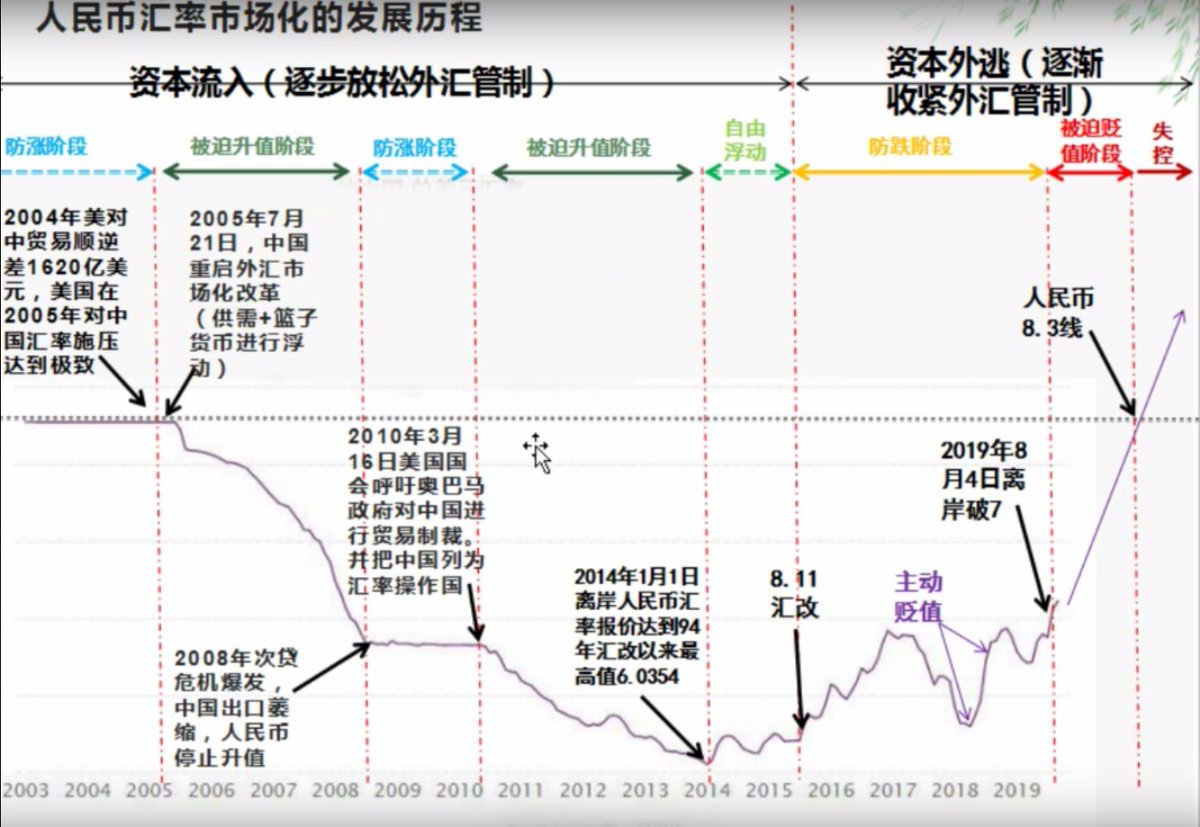 人民币汇率市场化的发展历程
资本流入（逐步放松外汇管制）
资本外逃（逐渐
收紧外汇管制）
防涨阶段
被迫升值阶段
防涨阶段
被迫升值阶段
自由
浮动
防跌阶段
被迫贬
值阶段
失
控
2004年美对
中贸易顺逆
差1620亿美
元，美国在
2005年对中
国汇率施压
达到极致
2005年7月
21日，中国
重启外汇市
场化改革
（供需+篮子
货币进行浮
动）
人民币
8.3线
2010年3月
16日美国国
会呼吁奥巴马
政府对中国进
行贸易制裁。
并把中国列为
汇率操作国
2019年8
月4日离
岸破7
2014年1月1日
离岸人民币汇
率报价达到94
年汇改以来最
高值6.0354
8.11
汇改
主动
贬值
2008年次贷
危机爆发，
中国出口萎
缩，人民币
停止升值
2003 2004 2005 2006 2007 2008 2009 2010 2011 2012 2013 2014 2015 2016 2017 2018 2019